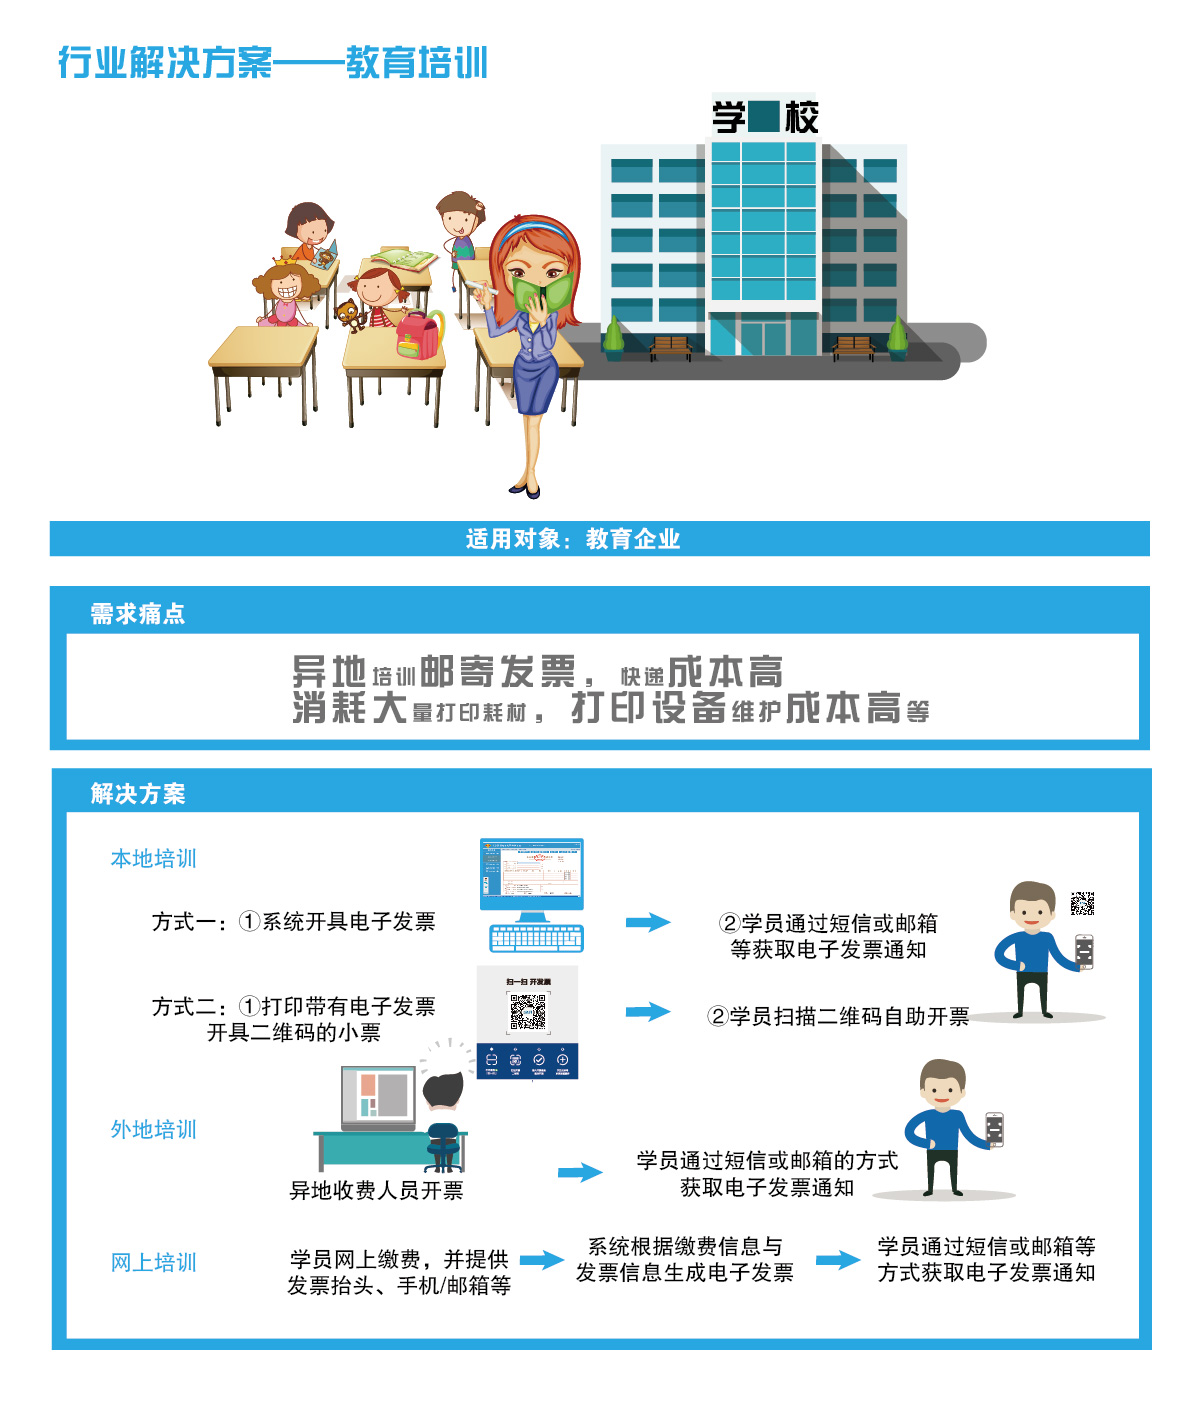 行业解决方案——教育培训
学 校
适用对象：教育企业
需求痛点
异地培训邮寄发票，快递成本高
消耗大量打印耗材，打印设备维护成本高等
解决方案
本地培训
方式一：①系统开具电子发票
②学员通过短信或邮箱
等获取电子发票通知
扫一扫 开发票
方式二：①打印带有电子发票
开具二维码的小票
②学员扫描二维码自助开票
外地培训
异地收费人员开票
学员通过短信或邮箱的方式
获取电子发票通知
网上培训
学员网上缴费，并提供
发票抬头、手机/邮箱等
系统根据缴费信息与
发票信息生成电子发票
学员通过短信或邮箱等
方式获取电子发票通知